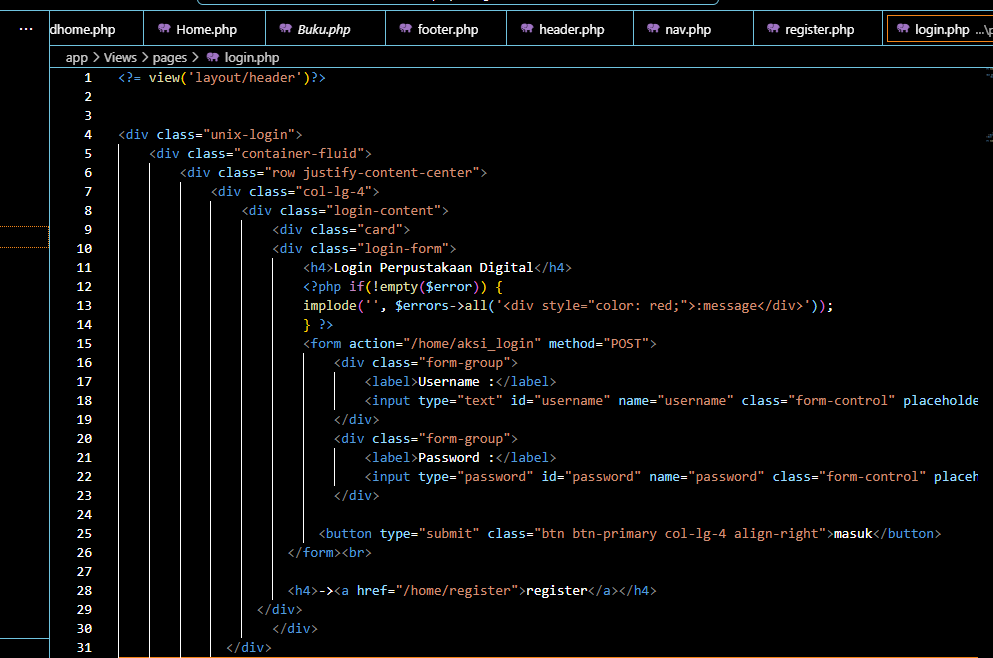 dhome.php Home.php Buku.php footer.php header.php nav.php register.php login.php ...\p
app > Views > pages > login.php
1 <?= view('layout/header')?>
2
3
4 <div class="unix-login">
5 <div class="container-fluid">
6 <div class="row justify-content-center">
7 <div class="col-lg-4">
8 <div class="login-content">
9 <div class="card">
10 <div class="login-form">
11 <h4>Login Perpustakaan Digital</h4>
12 <?php if(!empty($error)) {
13 implode('', $errors->all('<div style="color: red;">:message</div>'));
14 } ?>
15 <form action="/home/aksi_login" method="POST">
16 <div class="form-group">
17 <label>Username :</label>
18 <input type="text" id="username" name="username" class="form-control" placeholde
19 </div>
20 <div class="form-group">
21 <label>Password :</label>
22 <input type="password" id="password" name="password" class="form-control" placeh
23 </div>
24
25 <button type="submit" class="btn btn-primary col-lg-4 align-right">masuk</button>
26 </form><br>
27
28 <h4>-><a href="/home/register">register</a></h4>
29 </div>
30 </div>
31 </div>